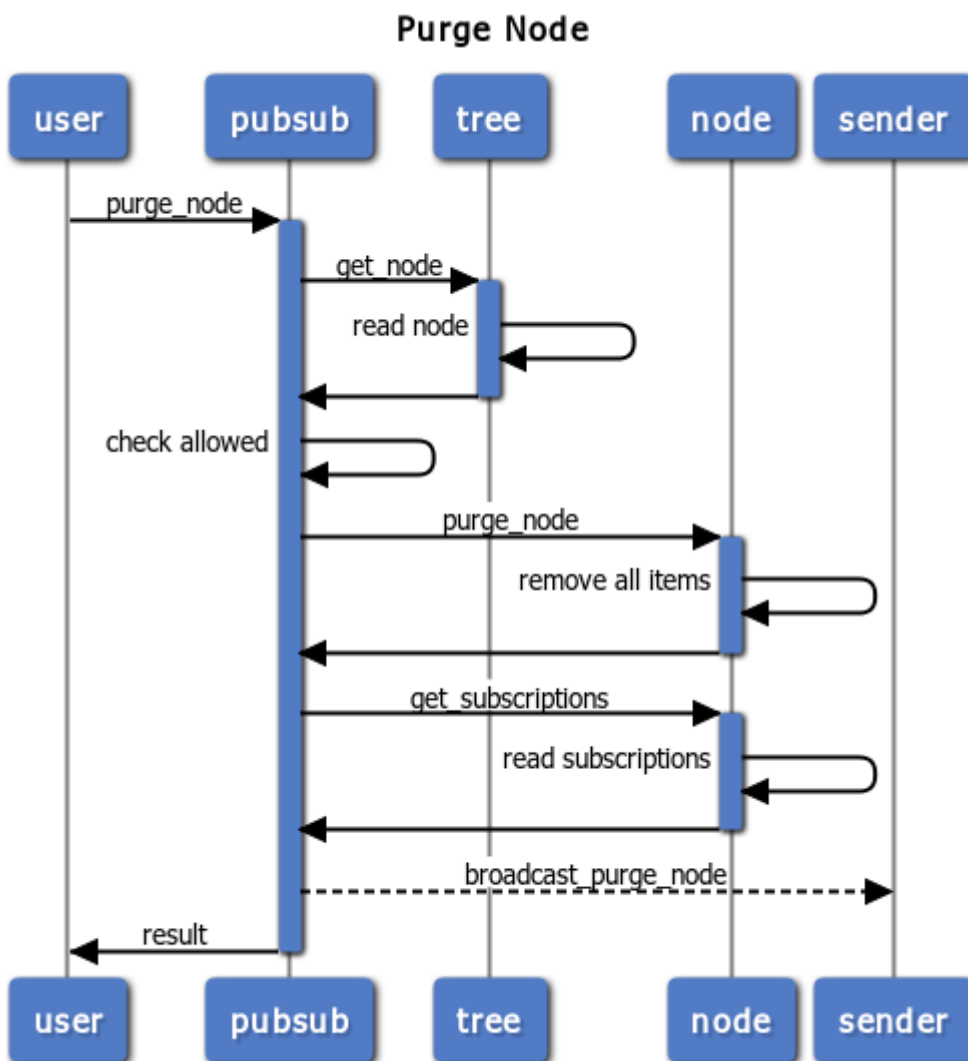 Purge Node
user
pubsub
tree
node
sender
purge_node
get_node
read node
check allowed
purge_node
remove all items
get_subscriptions
read subscriptions
broadcast_purge_node
result
user
pubsub
tree
node
sender